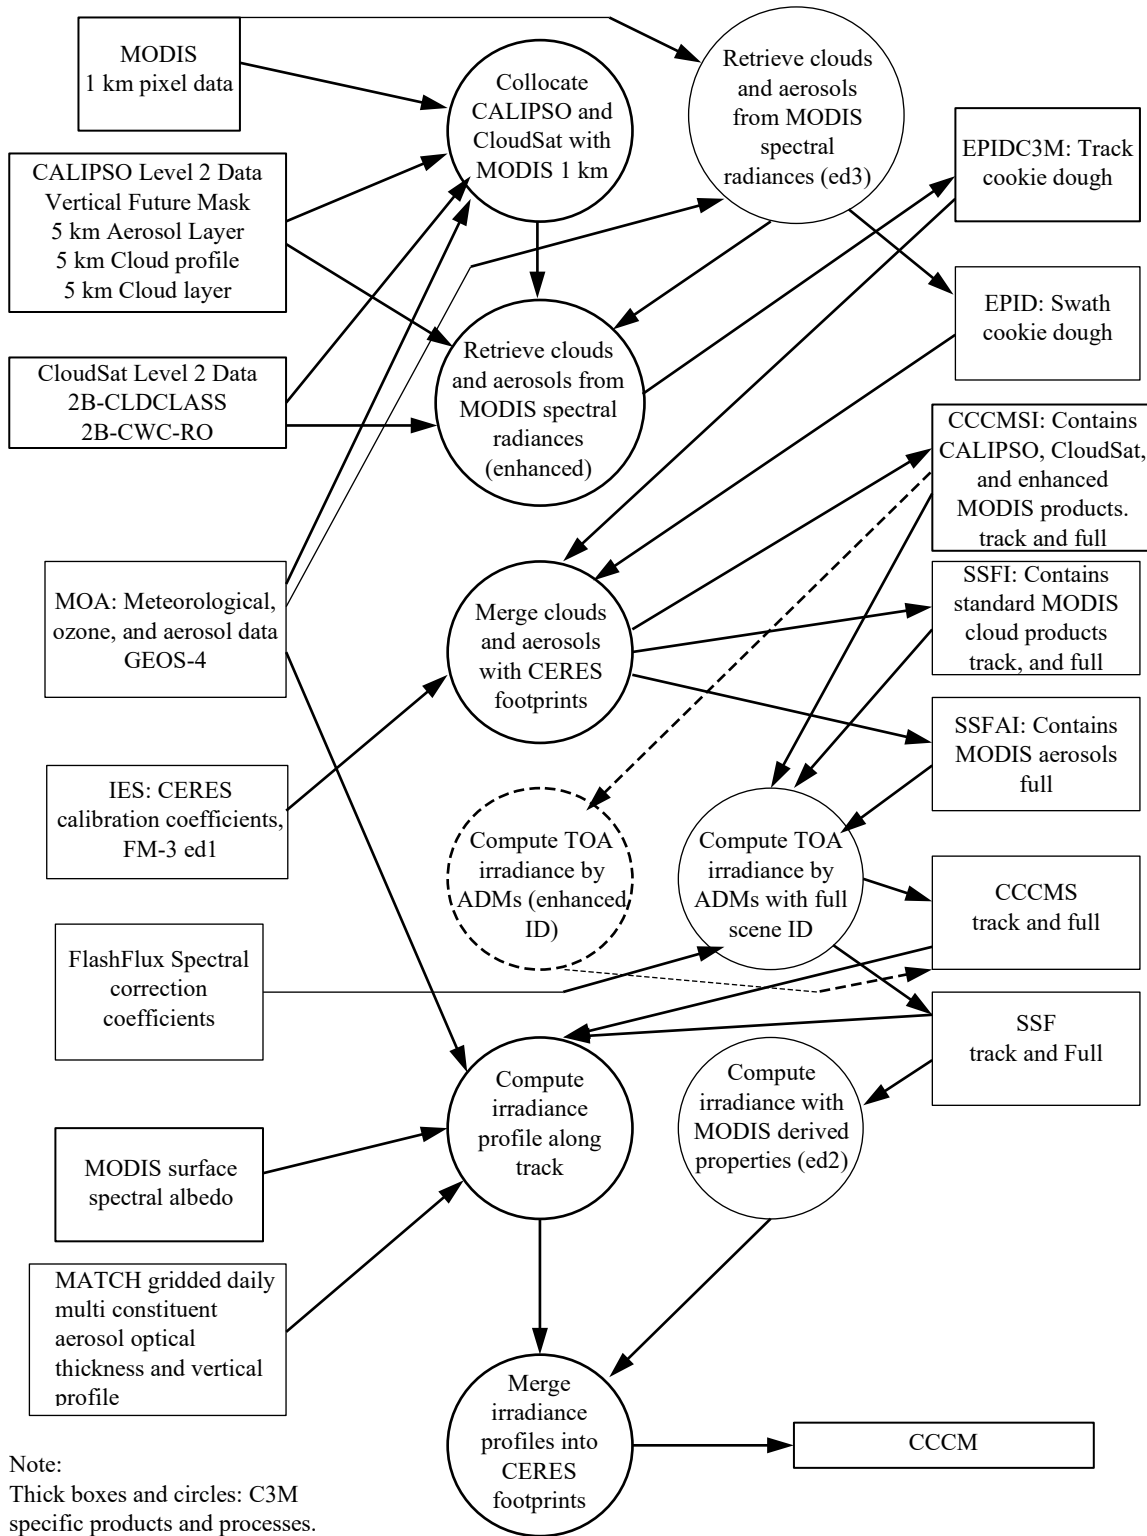 MODIS
1 km pixel data
Collocate
CALIPSO and
CloudSat with
MODIS 1 km
Retrieve clouds
and aerosols
from MODIS
spectral
radiances (ed3)
EPIDC3M: Track
cookie dough
CALIPSO Level 2 Data
Vertical Future Mask
5 km Aerosol Layer
5 km Cloud profile
5 km Cloud layer
EPID: Swath
cookie dough
CloudSat Level 2 Data
2B-CLDCLASS
2B-CWC-RO
Retrieve clouds
and aerosols from
MODIS spectral
radiances
(enhanced)
CCCMSI: Contains
CALIPSO, CloudSat,
and enhanced
MODIS products.
track and full
MOA: Meteorological,
ozone, and aerosol data
GEOS-4
Merge clouds
and aerosols
with CERES
footprints
SSFI: Contains
standard MODIS
cloud products
track, and full
SSFAI: Contains
MODIS aerosols
full
IES: CERES
calibration coefficients,
FM-3 ed1
Compute TOA
irradiance by
ADMs (enhanced
ID)
Compute TOA
irradiance by
ADMs with full
scene ID
CCCMS
track and full
FlashFlux Spectral
correction
coefficients
SSF
track and Full
Compute
irradiance
profile along
track
Compute
irradiance with
MODIS derived
properties (ed2)
MODIS surface
spectral albedo
MATCH gridded daily
multi constituent
aerosol optical
thickness and vertical
profile
Merge
irradiance
profiles into
CERES
footprints
CCCM
Note:
Thick boxes and circles: C3M
specific products and processes.